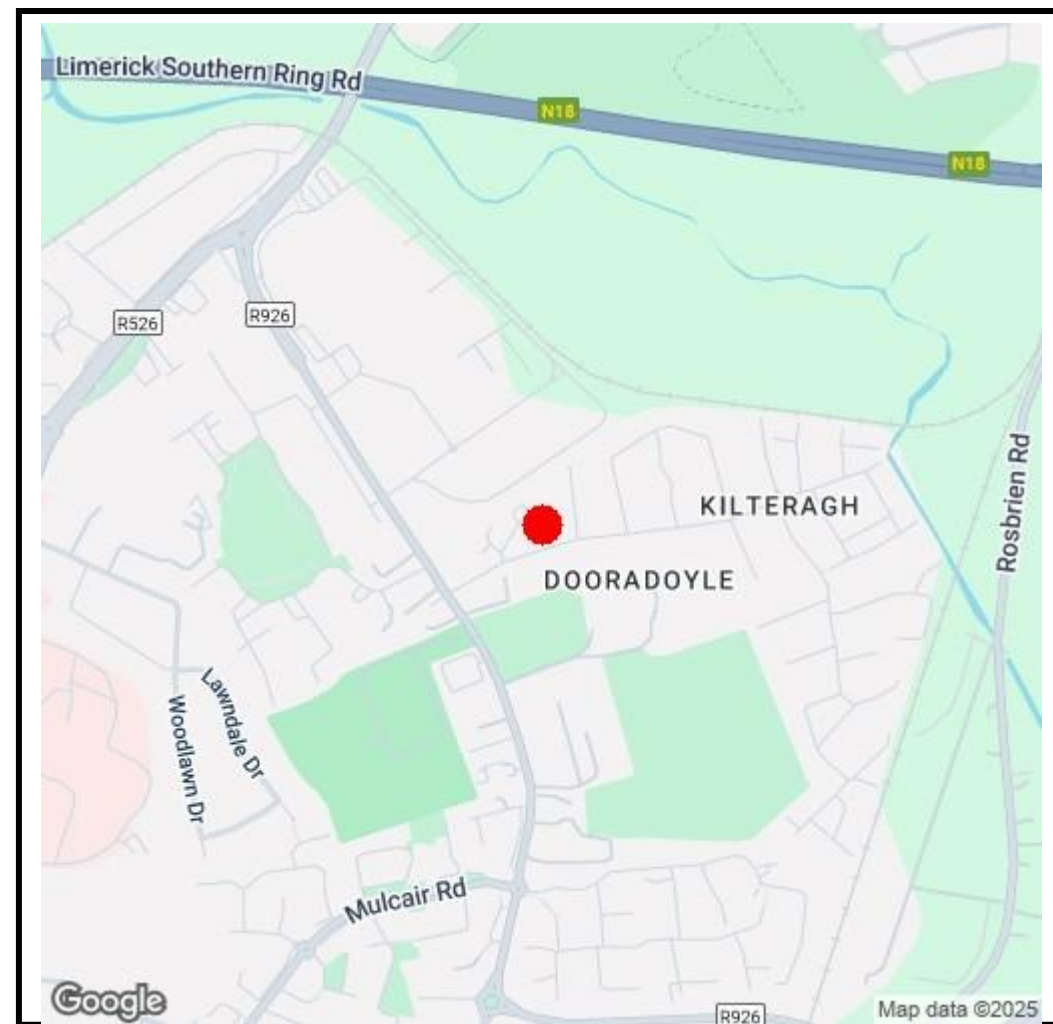 Limerick Southern Ring Rd
N18
N18
R526
R926
KILTERAGH
Rosbrien Rd
DOORADOYLE
Lawndale Dr
Woodlawn Dr
Mulcair Rd
Google
R926
Map data ©2025